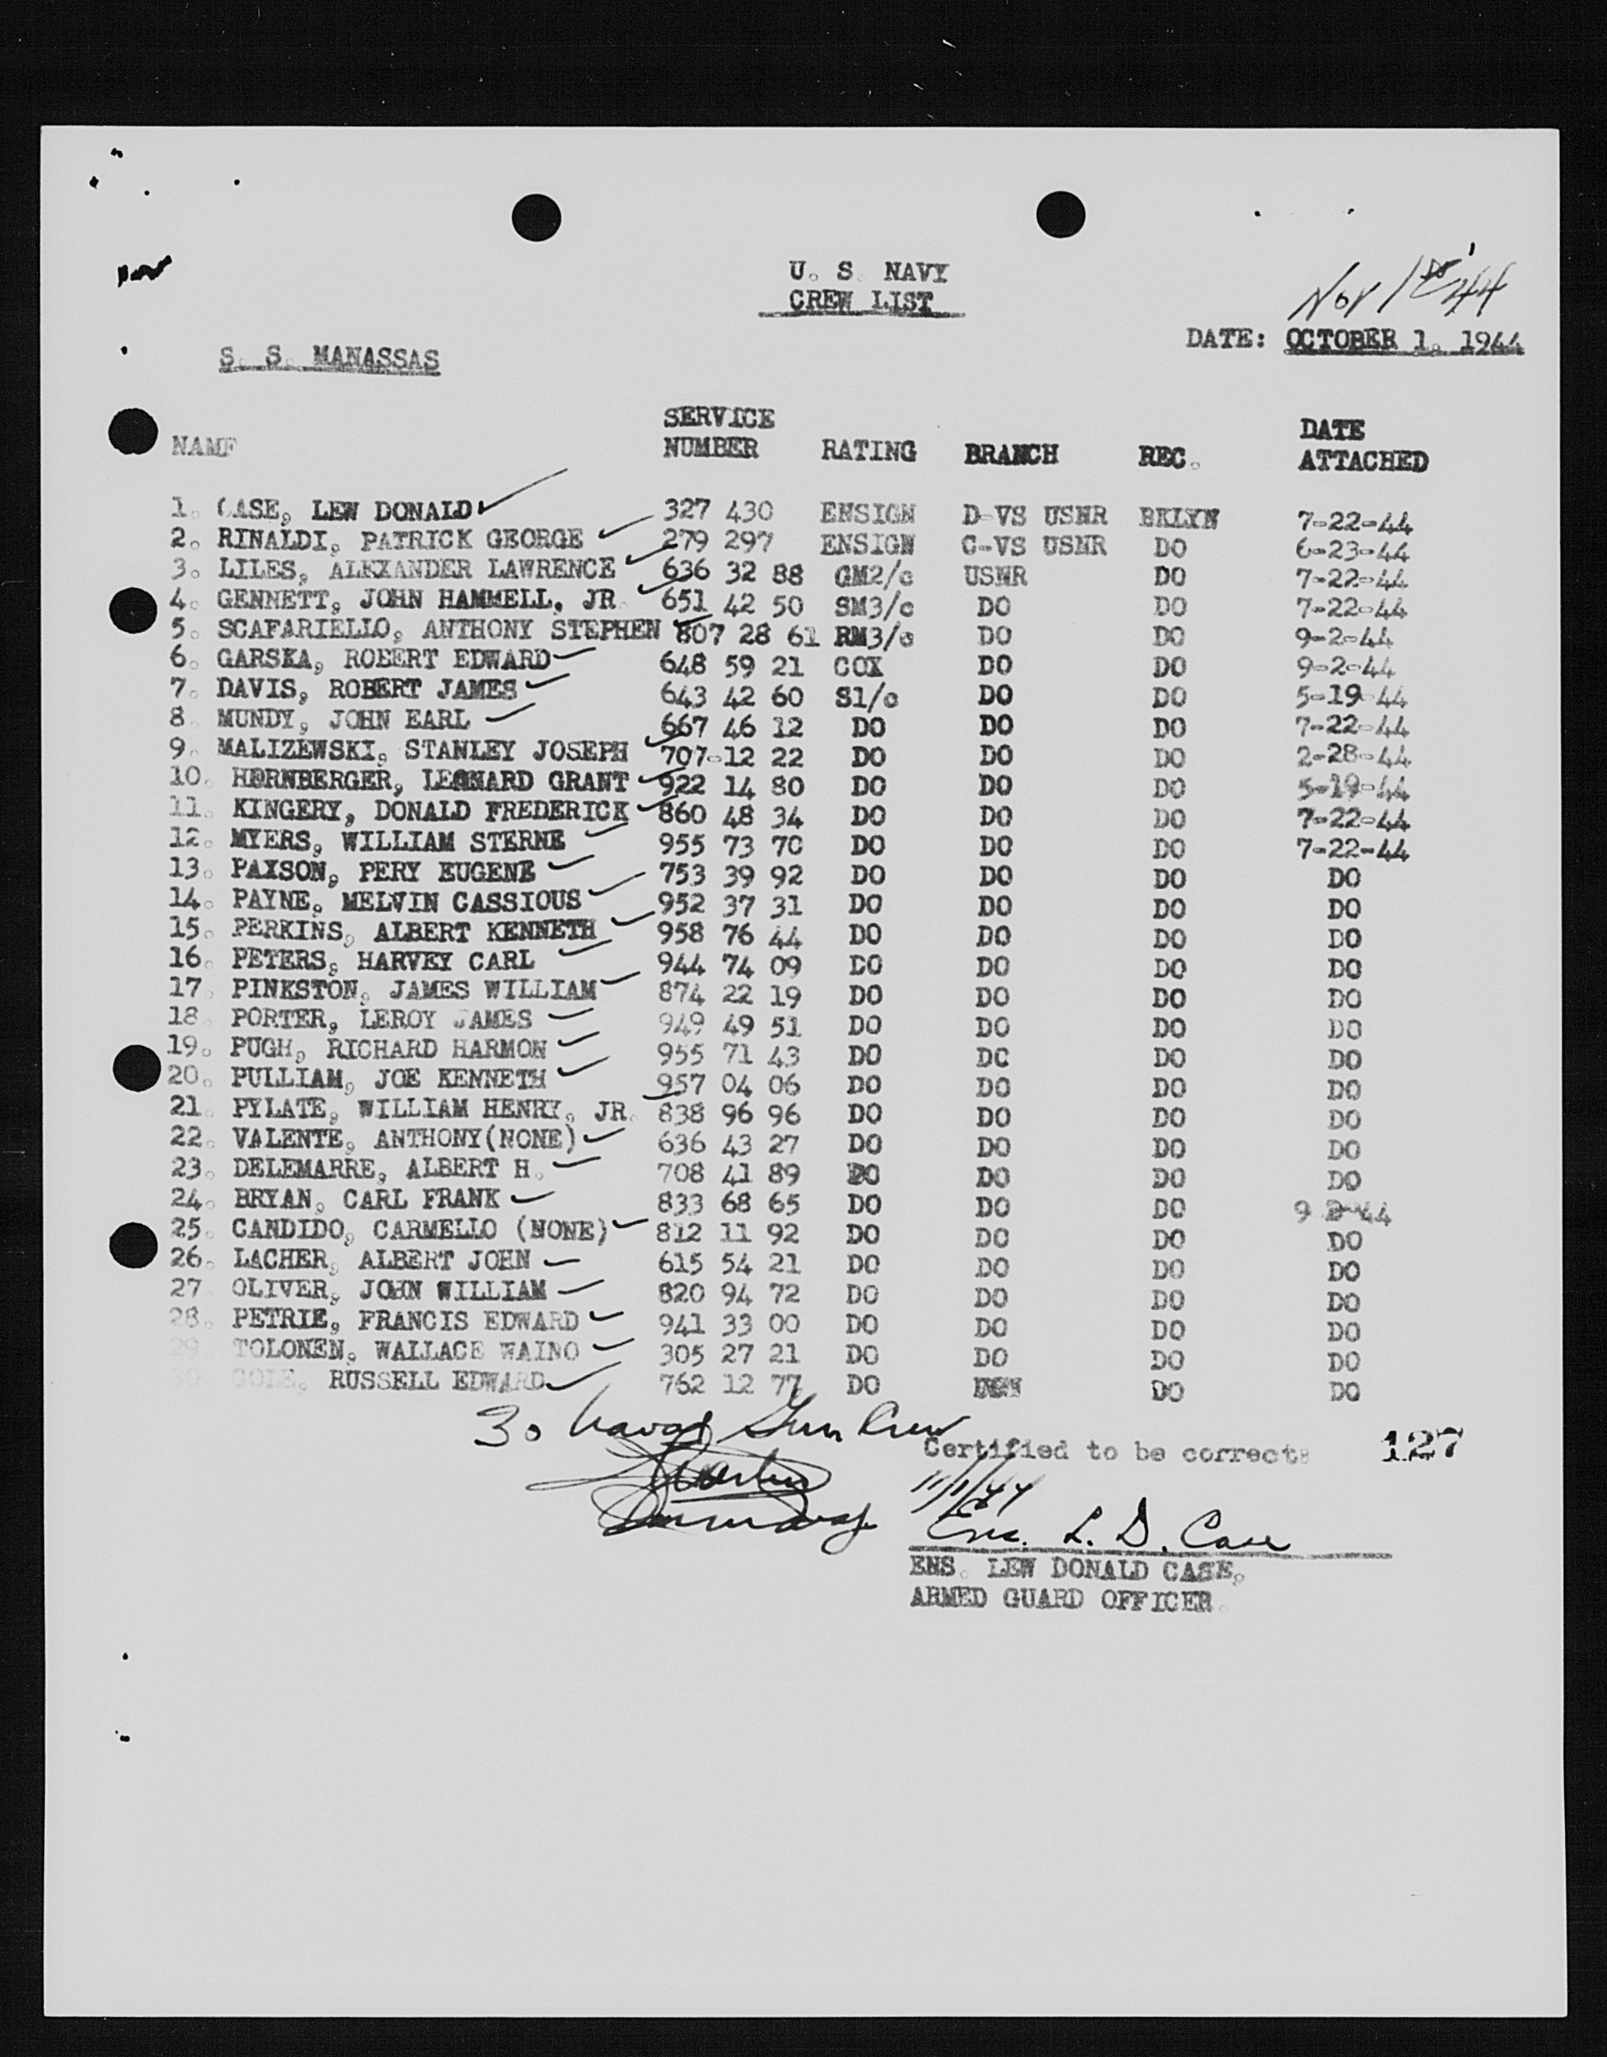 U. S. NAVY
CREW LIST
Nov 1st '44
DATE: OCTOBER 1, 1944
S. S. MANASSAS
NAME SERVICE NUMBER RATING BRANCH REC. DATE ATTACHED
1. CASE, LEW DONALD 327 430 ENSIGN D-VS USNR BKLYN 7-22-44
2. RINALDI, PATRICK GEORGE 279 297 ENSIGN C-VS USNR DO 6-23-44
3. LILES, ALEXANDER LAWRENCE 636 32 88 GM2/c USNR DO 7-22-44
4. GENNETT, JOHN HAMMELL, JR. 651 42 50 SM3/c DO DO 7-22-44
5. SCAFARIELLO, ANTHONY STEPHEN 807 28 61 RM3/c DO DO 9-2-44
6. GARSKA, ROBERT EDWARD 648 59 21 COX DO DO 9-2-44
7. DAVIS, ROBERT JAMES 643 42 60 S1/c DO DO 5-19-44
8. MUNDY, JOHN EARL 667 46 12 DO DO DO 7-22-44
9. MALIZEWSKI, STANLEY JOSEPH 707-12 22 DO DO DO 2-28-44
10. HORNBERGER, LEONARD GRANT 922 14 80 DO DO DO 5-19-44
11. KINGERY, DONALD FREDERICK 860 48 34 DO DO DO 7-22-44
12. MYERS, WILLIAM STERNE 955 73 70 DO DO DO 7-22-44
13. PAXSON, PERY EUGENE 753 39 92 DO DO DO DO
14. PAYNE, MELVIN CASSIOUS 952 37 31 DO DO DO DO
15. PERKINS, ALBERT KENNETH 958 76 44 DO DO DO DO
16. PETERS, HARVEY CARL 944 74 09 DO DO DO DO
17. PINKSTON, JAMES WILLIAM 874 22 19 DO DO DO DO
18. PORTER, LEROY JAMES 949 49 51 DO DO DO DO
19. PUGH, RICHARD HARMON 955 71 43 DO DO DO DO
20. PULLIAM, JOE KENNETH 957 04 06 DO DO DO DO
21. PYLATE, WILLIAM HENRY, JR. 838 96 96 DO DO DO DO
22. VALENTE, ANTHONY(NONE) 636 43 27 DO DO DO DO
23. DELEMARRE, ALBERT H. 708 41 89 DO DO DO DO
24. BRYAN, CARL FRANK 833 68 65 DO DO DO 9-2-44
25. CANDIDO, CARMELLO (NONE) 812 11 92 DO DO DO DO
26. LACHER, ALBERT JOHN 615 54 21 DO DO DO DO
27. OLIVER, JOHN WILLIAM 820 94 72 DO DO DO DO
28. PETRIE, FRANCIS EDWARD 941 33 00 DO DO DO DO
29. TOLONEN, WALLACE WAINO 305 27 21 DO DO DO DO
30. COLE, RUSSELL EDWARD 762 12 77 DO DO DO
30 Naval Gun Crew
Certified to be correct: 127
11/1/44
Ens. L. D. Case
ENS. LEW DONALD CASE,
ARMED GUARD OFFICER.